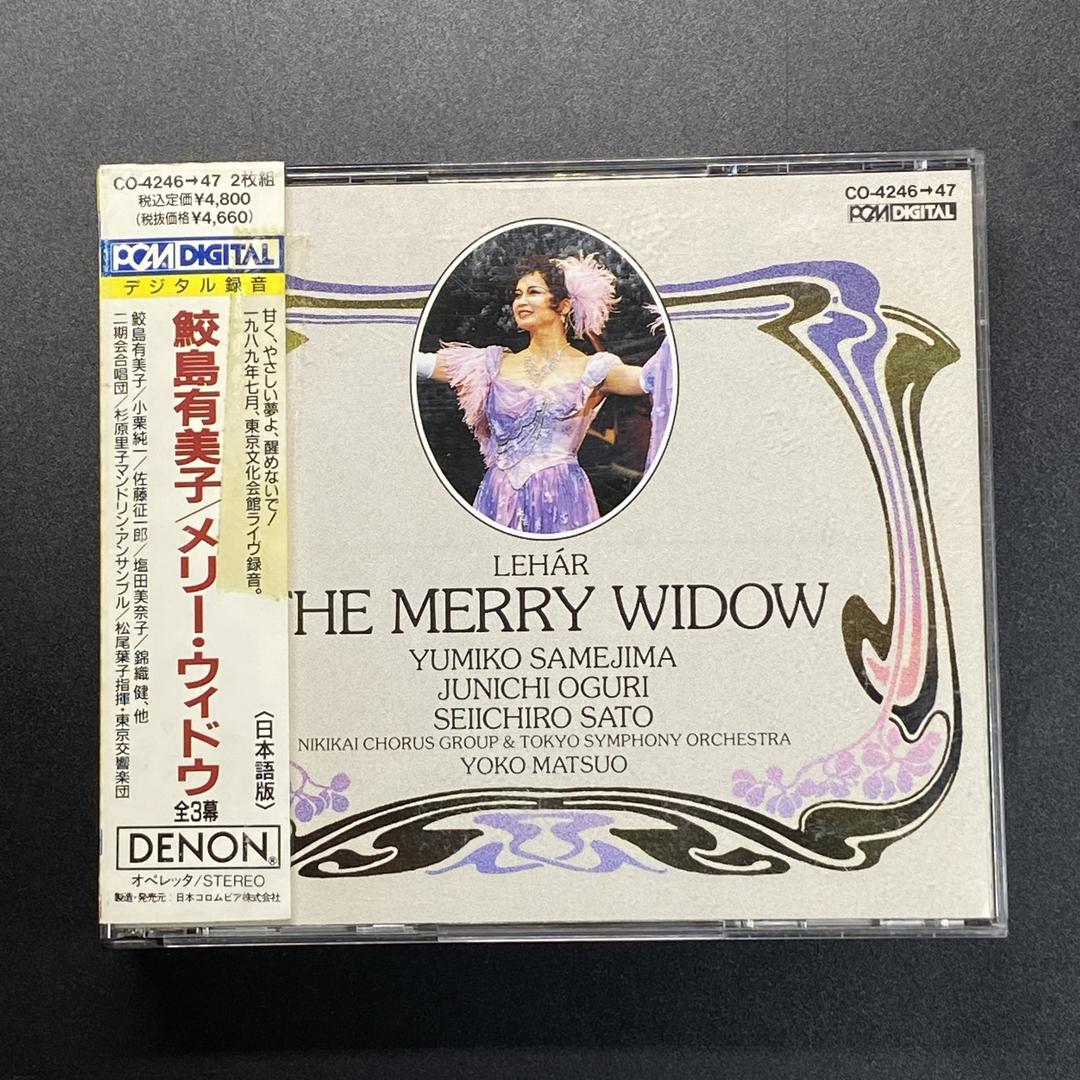 CO-4246→47 2枚組
税込定価¥4,800
(税抜価格¥4,660)
PCM DIGITAL
デジタル録音
甘く、やさしい夢よ、醒めないで!
一九八九年七月、東京文化会館ライヴ録音。
鮫島有美子/メリー・ウィドウ
全3幕
〈日本語版〉
鮫島有美子/小栗純一/佐藤征一郎/塩田美奈子/錦織 健、他
二期会合唱団/杉原里子マンドリン・アンサンブル/松尾葉子指揮・東京交響楽団
DENON®
オペレッタ/STEREO
製造・発売元:日本コロムビア株式会社
CO-4246→47
PCM DIGITAL
LEHÁR
THE MERRY WIDOW
YUMIKO SAMEJIMA
JUNICHI OGURI
SEIICHIRO SATO
NIKIKAI CHORUS GROUP & TOKYO SYMPHONY ORCHESTRA
YOKO MATSUO